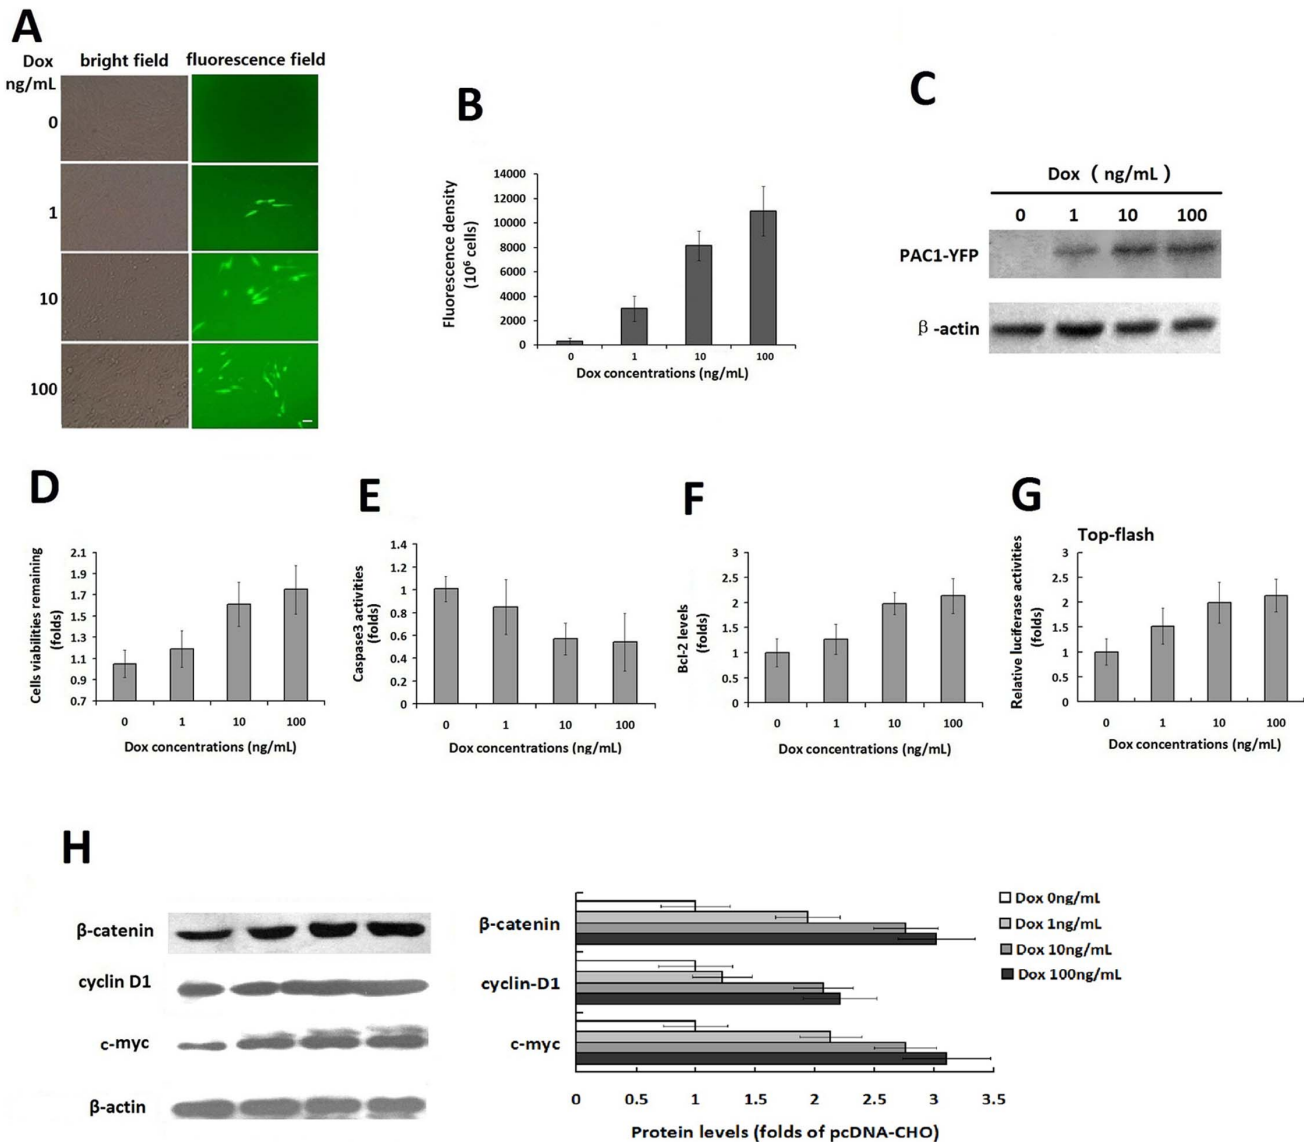 A
Dox
ng/mL
bright field
fluorescence field
0
1
10
100
B
Fluorescence density
(10⁶ cells)
14000
12000
10000
8000
6000
4000
2000
0
0 1 10 100
Dox concentrations (ng/mL)
C
Dox ( ng/mL )
0 1 10 100
PAC1-YFP
β -actin
D
Cells viabilities remaining
(folds)
2.1
1.9
1.7
1.5
1.3
1.1
0.9
0.7
0 1 10 100
Dox concentrations (ng/mL)
E
Caspase3 activities
(folds)
1.4
1.2
1
0.8
0.6
0.4
0.2
0
0 1 10 100
Dox concentrations (ng/mL)
F
Bcl-2 levels
(folds)
3
2.5
2
1.5
1
0.5
0
0 1 10 100
Dox concentrations (ng/mL)
G
Top-flash
Relative luciferase activities
(folds)
3
2.5
2
1.5
1
0.5
0
0 1 10 100
Dox concentrations (ng/mL)
H
β-catenin
cyclin D1
c-myc
β-actin
β-catenin
cyclin-D1
c-myc
0 0.5 1 1.5 2 2.5 3 3.5
Protein levels (folds of pcDNA-CHO)
Dox 0ng/mL
Dox 1ng/mL
Dox 10ng/mL
Dox 100ng/mL